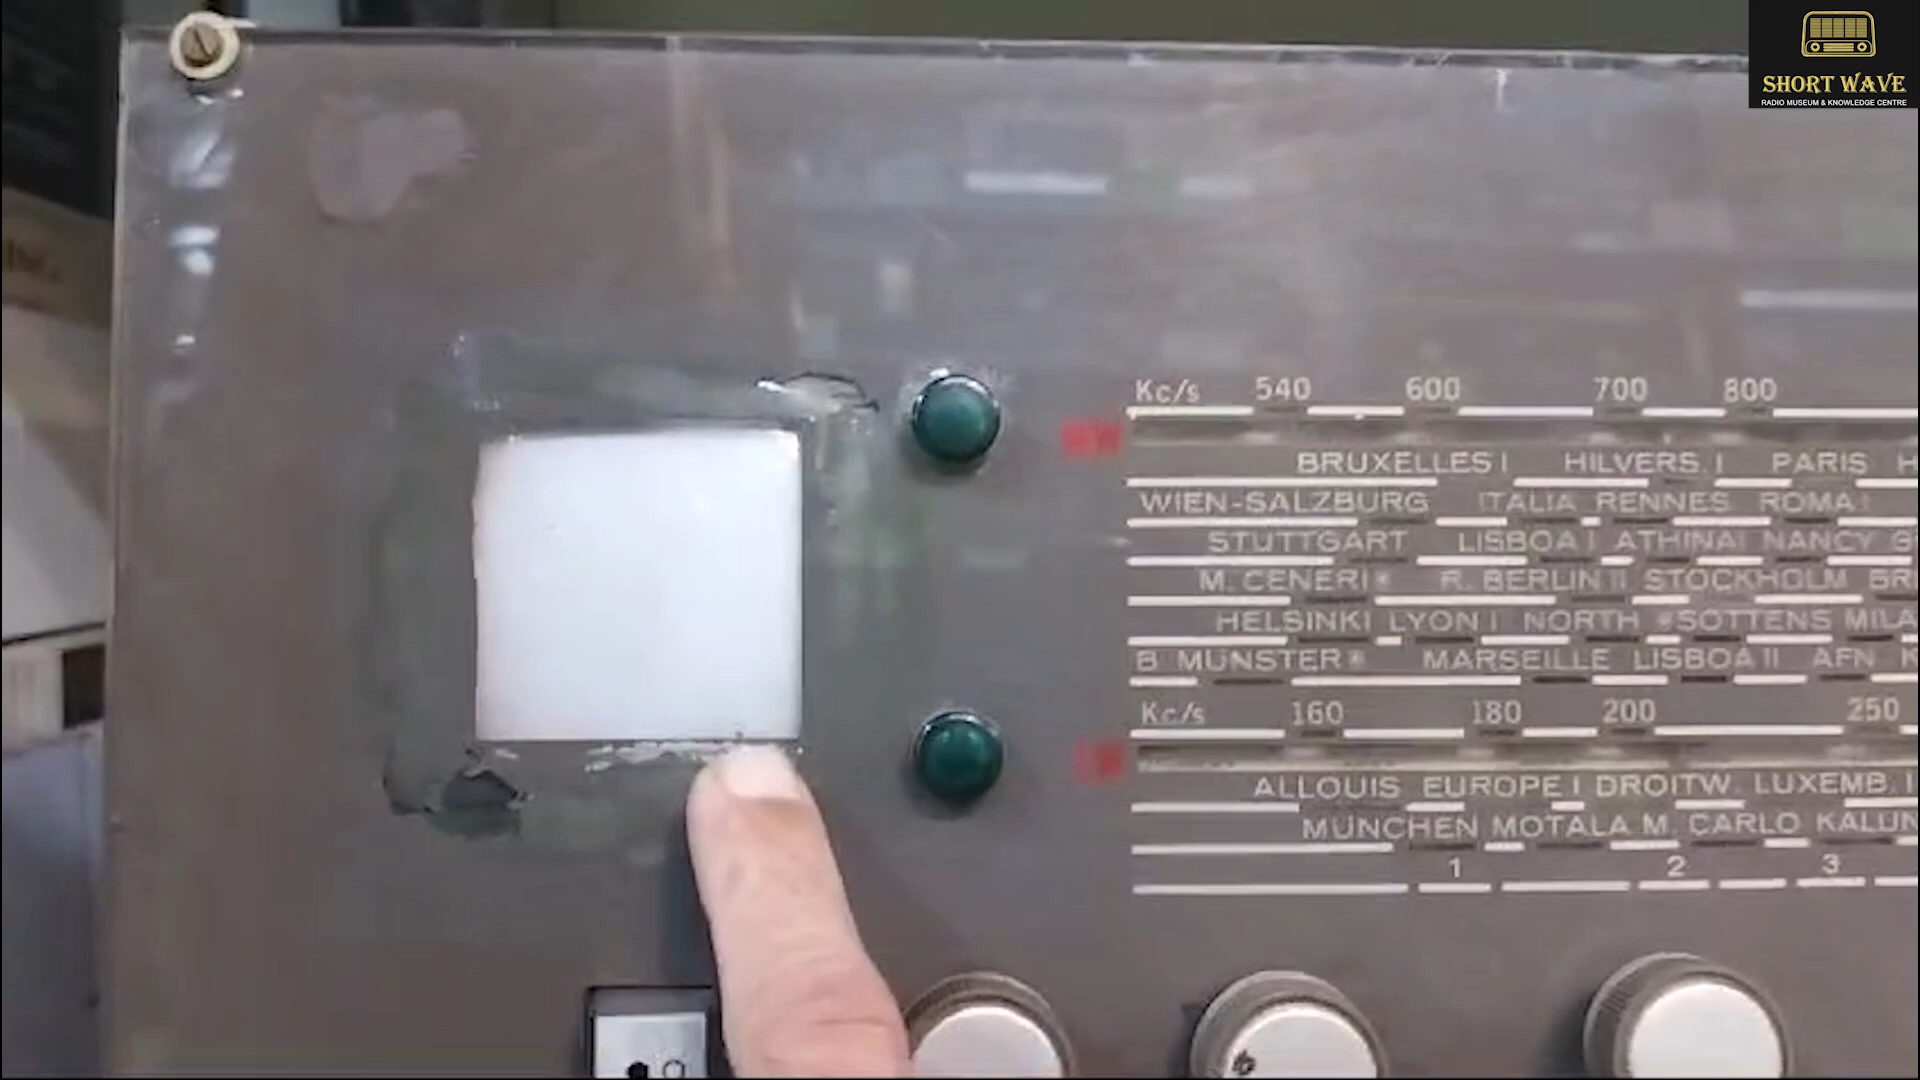 SHORT WAVE
RADIO MUSEUM & KNOWLEDGE CENTRE
Kc/s 540 600 700 800
BRUXELLES I HILVERS. I PARIS
WIEN-SALZBURG ITALIA RENNES ROMA I
STUTTGART LISBOA I ATHINAI NANCY
M. CENERI R. BERLIN II STOCKHOLM
HELSINKI LYON I NORTH SOTTENS
B MÜNSTER MARSEILLE LISBOA II AFN
Kc/s 160 180 200 250
ALLOUIS EUROPE I DROITW. LUXEMB.
MÜNCHEN MOTALA M. CARLO
1 2 3